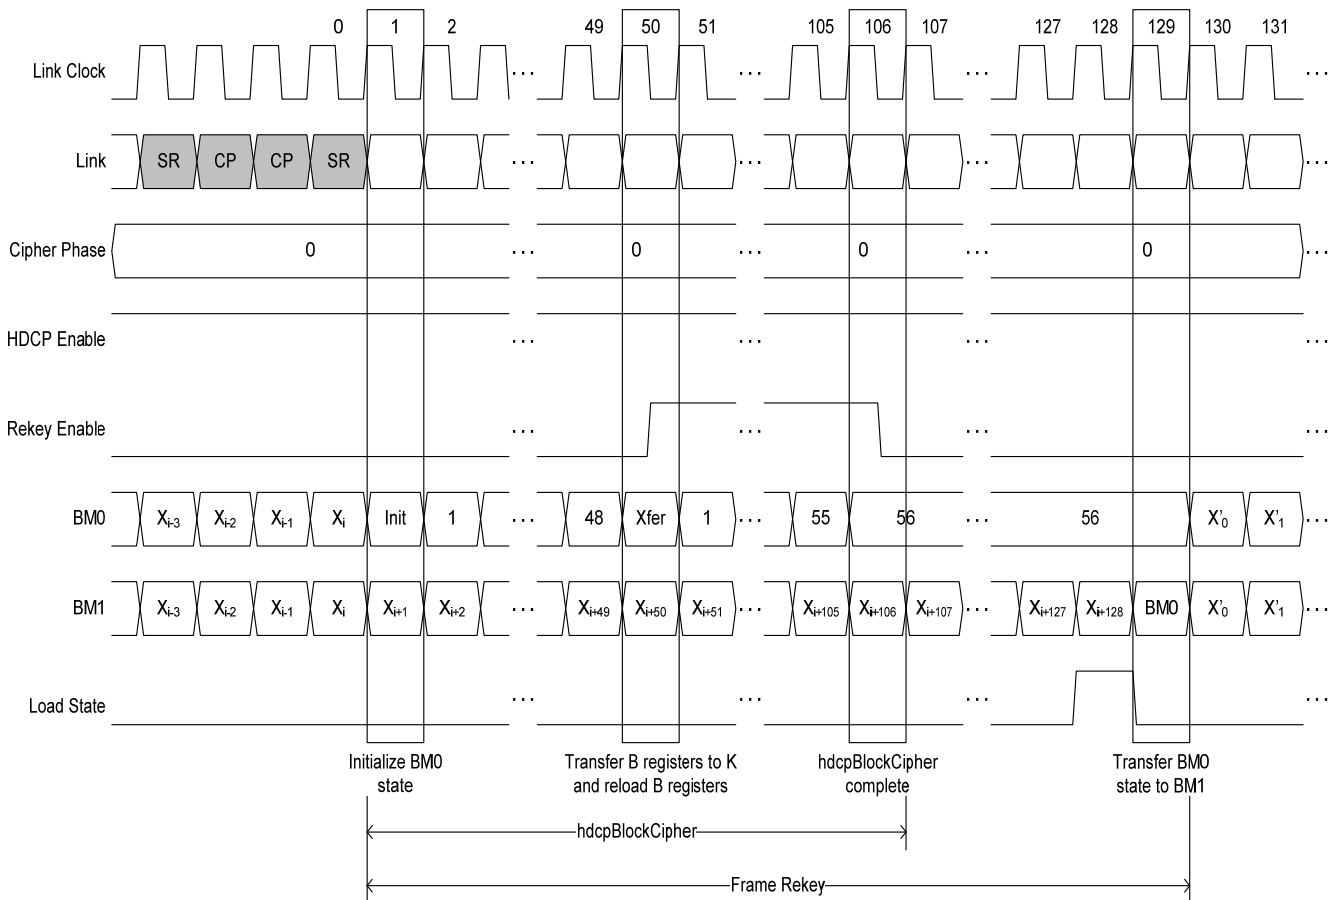 0 1 2 49 50 51 105 106 107 127 128 129 130 131
Link Clock ... ... ... ...
Link SR CP CP SR ... ... ... ...
Cipher Phase 0 ... 0 ... 0 ... 0 ...
HDCP Enable ... ... ... ...
Rekey Enable ... ... ... ...
BM0 Xi-3 Xi-2 Xi-1 Xi Init 1 ... 48 Xfer 1 ... 55 56 ... 56 X'0 X'1 ...
BM1 Xi-3 Xi-2 Xi-1 Xi Xi+1 Xi+2 ... Xi+49 Xi+50 Xi+51 ... Xi+105 Xi+106 Xi+107 ... Xi+127 Xi+128 BM0 X'0 X'1 ...
Load State ... ... ... ...
Initialize BM0 Transfer B registers to K hdcpBlockCipher Transfer BM0
state and reload B registers complete state to BM1
hdcpBlockCipher
Frame Rekey